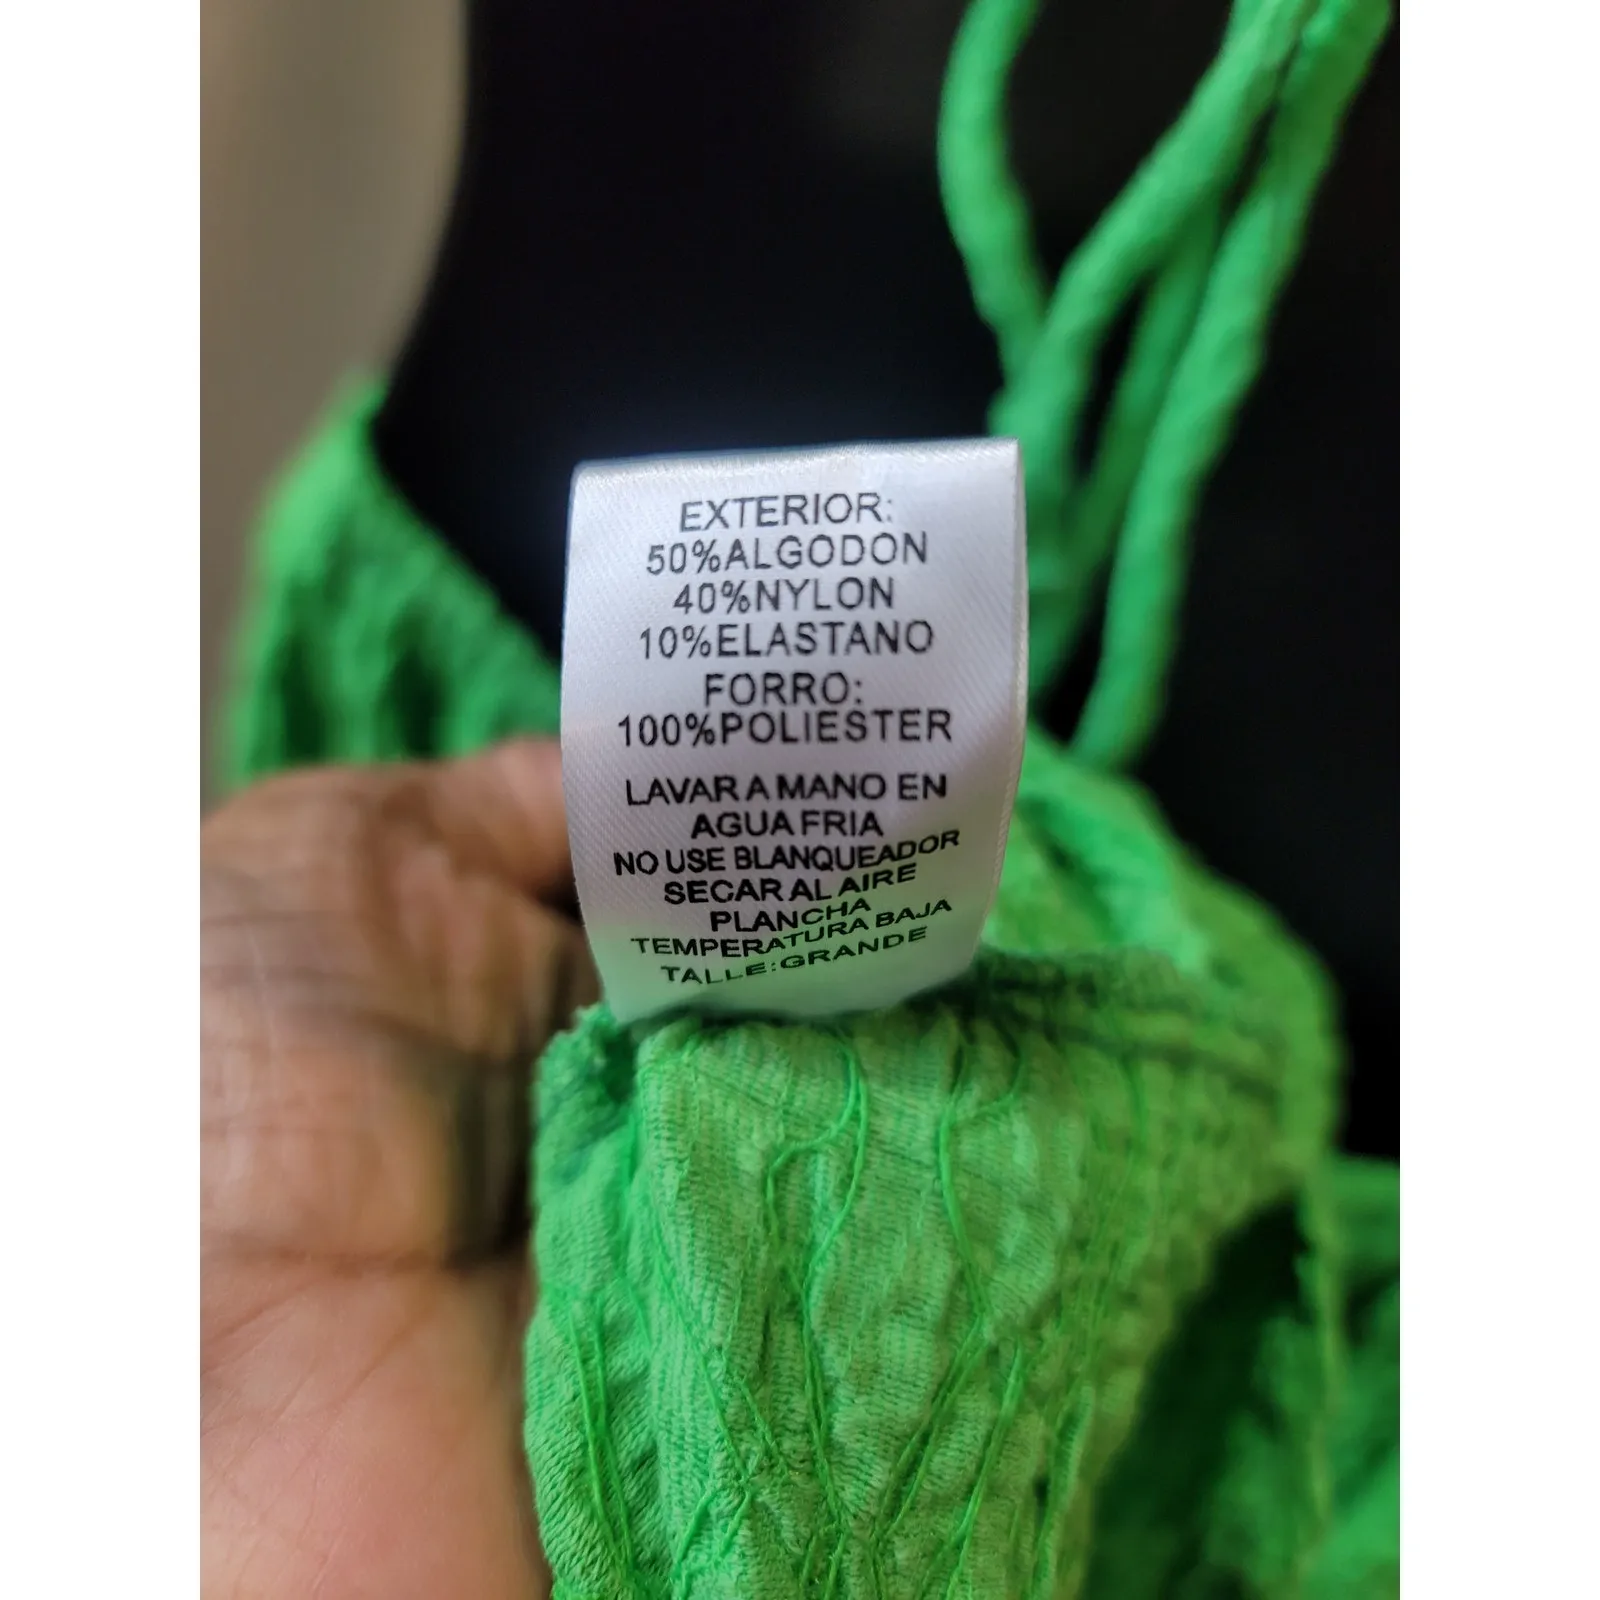 EXTERIOR:
50%ALGODON
40%NYLON
10%ELASTANO
FORRO:
100%POLIESTER
LAVAR A MANO EN
AGUA FRIA
NO USE BLANQUEADOR
SECAR AL AIRE
PLANCHA
TEMPERATURA BAJA
TALLE:GRANDE